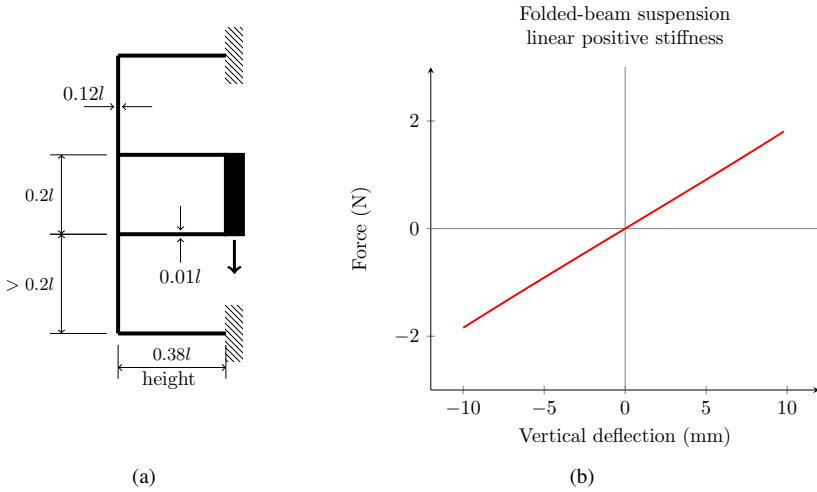 0.12l
0.2l
> 0.2l
0.01l
0.38l
height
(a)
Folded-beam suspension
linear positive stiffness
Force (N)
2
0
−2
−10
−5
0
5
10
Vertical deflection (mm)
(b)